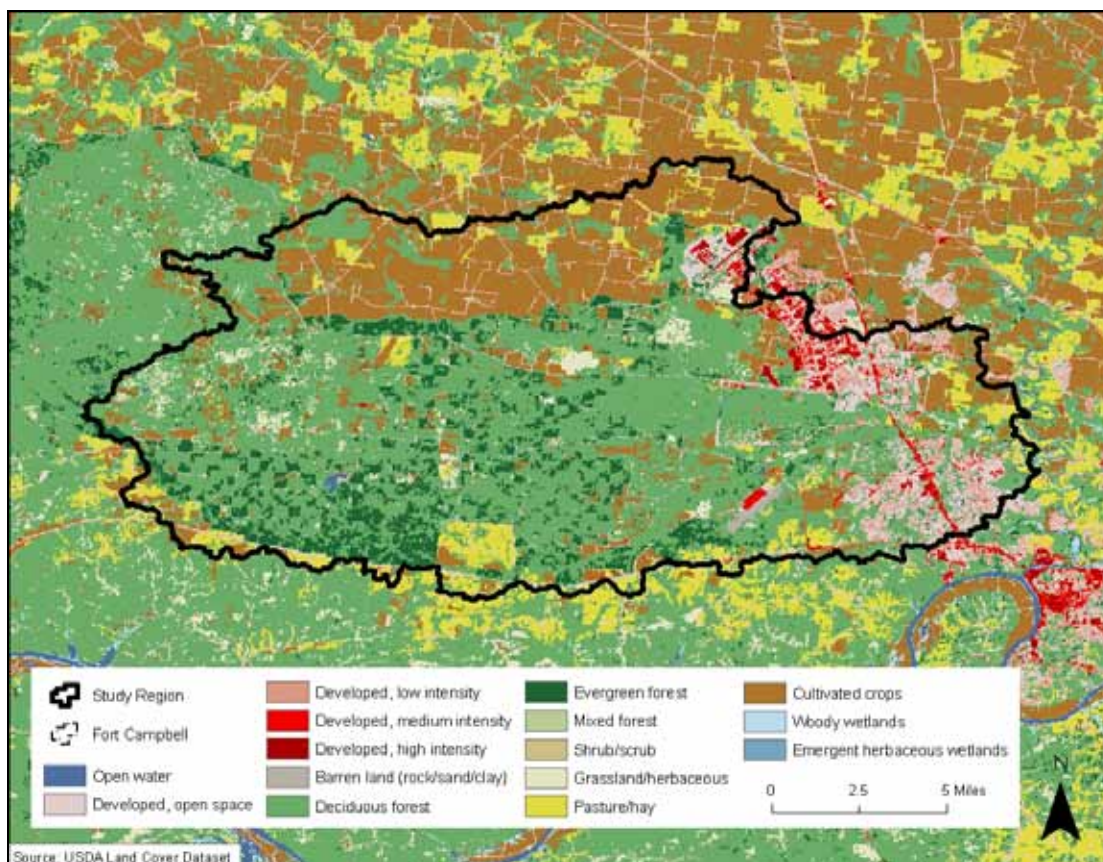 Study Region
Fort Campbell
Open water
Developed, open space
Developed, low intensity
Developed, medium intensity
Developed, high intensity
Barren land (rock/sand/clay)
Deciduous forest
Evergreen forest
Mixed forest
Shrub/scrub
Grassland/herbaceous
Pasture/hay
Cultivated crops
Woody wetlands
Emergent herbaceous wetlands
0 2.5 5 Miles
N
Source: USDA Land Cover Dataset